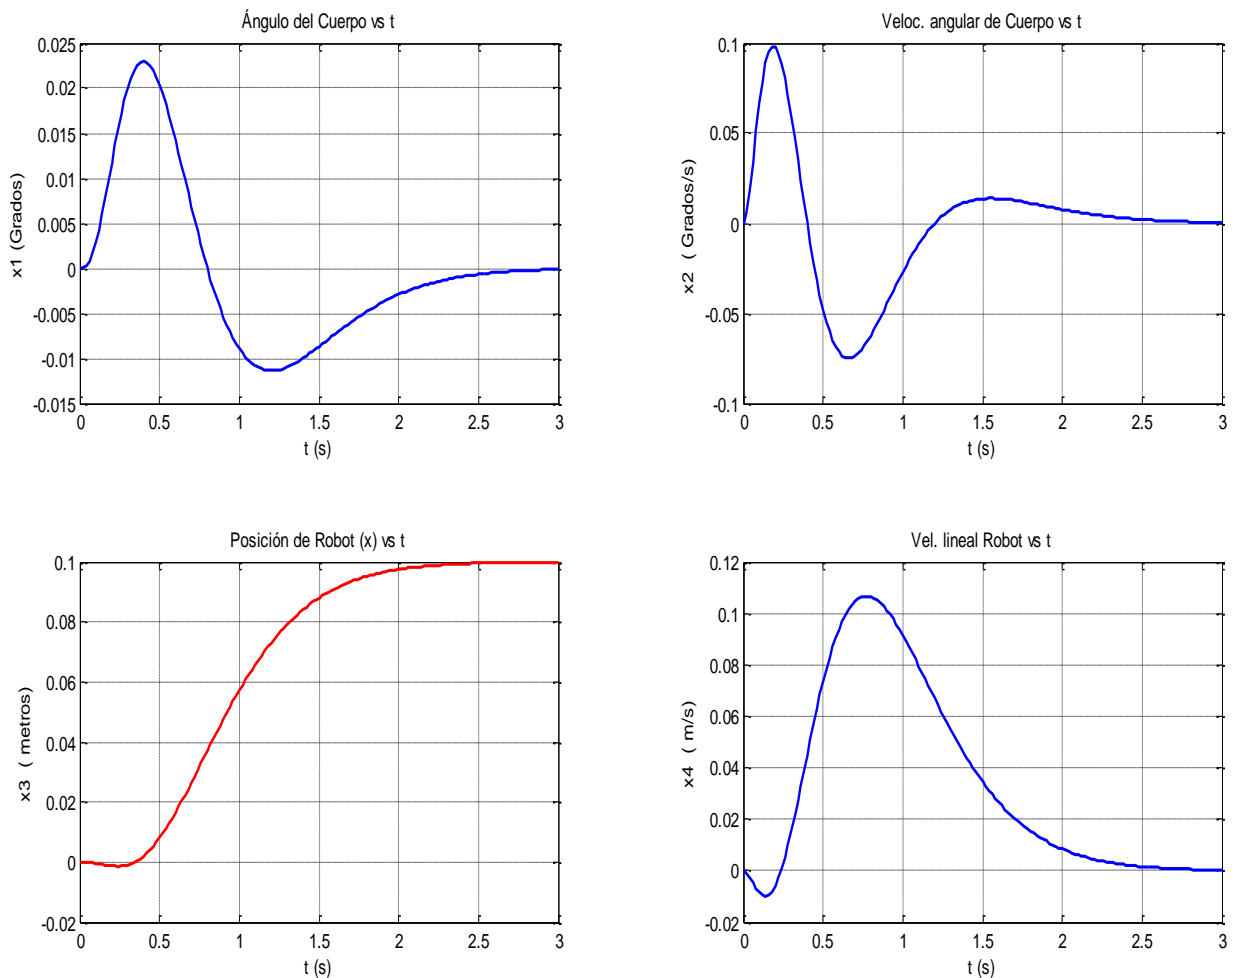 Ángulo del Cuerpo vs t
0.025
0.02
0.015
0.01
0.005
0
-0.005
-0.01
-0.015
x1 (Grados)
0 0.5 1 1.5 2 2.5 3
t (s)
Veloc. angular de Cuerpo vs t
0.1
0.05
0
-0.05
-0.1
x2 ( Grados/s)
0 0.5 1 1.5 2 2.5 3
t (s)
Posición de Robot (x) vs t
0.1
0.08
0.06
0.04
0.02
0
-0.02
x3 ( metros)
0 0.5 1 1.5 2 2.5 3
t (s)
Vel. lineal Robot vs t
0.12
0.1
0.08
0.06
0.04
0.02
0
-0.02
x4 ( m/s)
0 0.5 1 1.5 2 2.5 3
t (s)